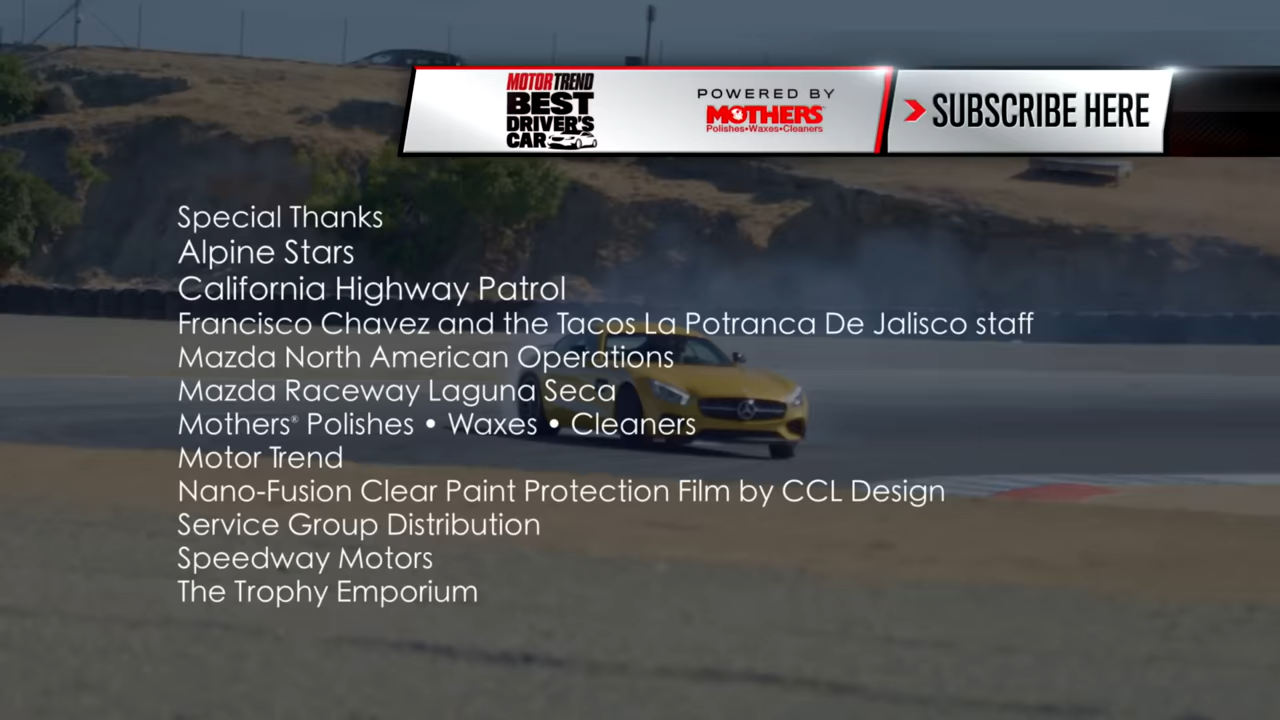 MOTOR TREND
BEST
DRIVER'S
CAR
POWERED BY
MOTHERS
Polishes•Waxes•Cleaners
SUBSCRIBE HERE
Special Thanks
Alpine Stars
California Highway Patrol
Francisco Chavez and the Tacos La Potranca De Jalisco staff
Mazda North American Operations
Mazda Raceway Laguna Seca
Mothers® Polishes • Waxes • Cleaners
Motor Trend
Nano-Fusion Clear Paint Protection Film by CCL Design
Service Group Distribution
Speedway Motors
The Trophy Emporium